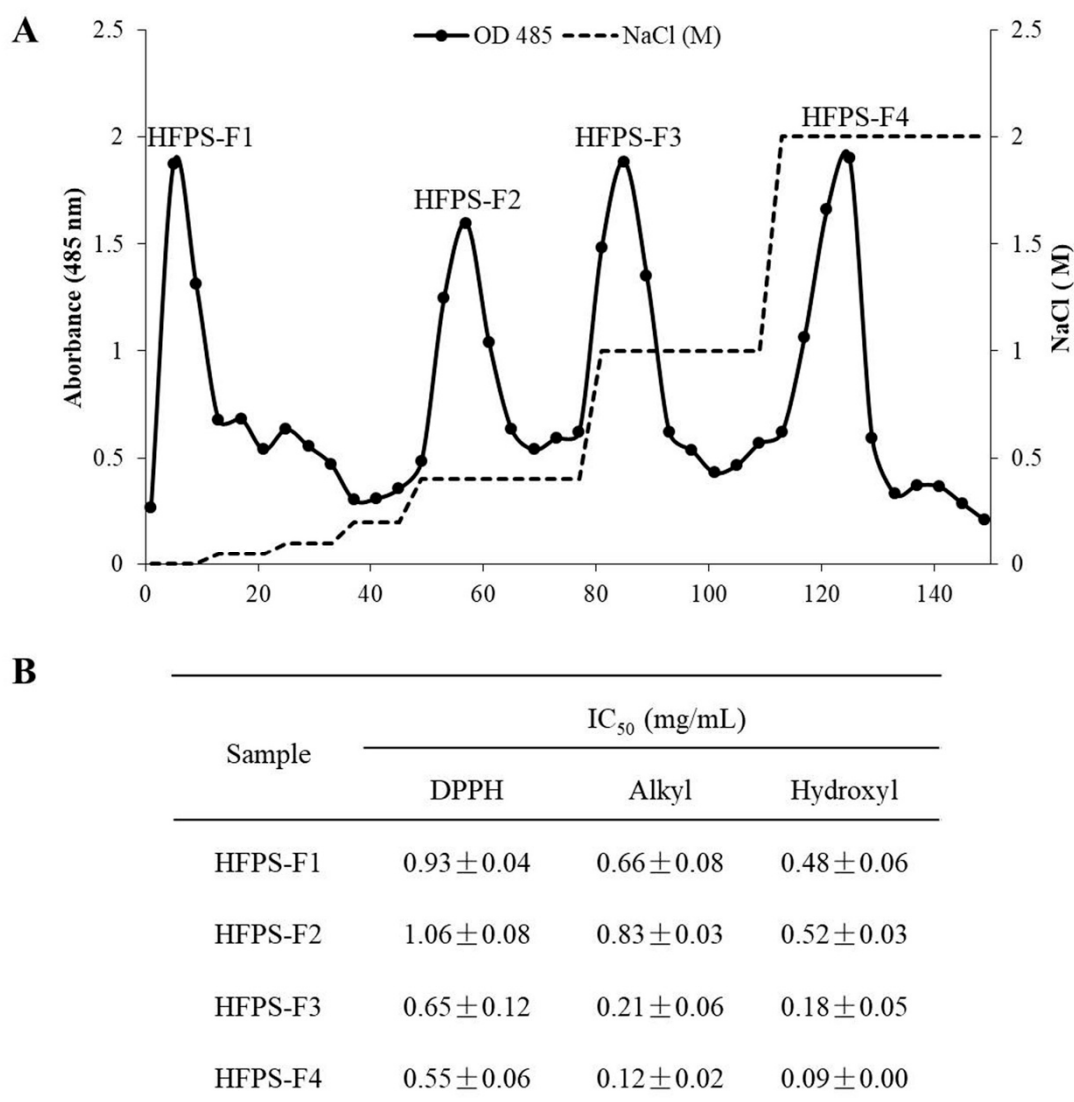 A
OD 485 NaCl (M)
2.5 2.5
HFPS-F1 HFPS-F3 HFPS-F4
2 2
HFPS-F2
1.5 1.5
Aborbance (485 nm)
NaCl ( M)
1 1
0.5 0.5
0 0
0 20 40 60 80 100 120 140
B
IC50 (mg/mL)
Sample
DPPH Alkyl Hydroxyl
HFPS-F1 0.93±0.04 0.66±0.08 0.48±0.06
HFPS-F2 1.06±0.08 0.83±0.03 0.52±0.03
HFPS-F3 0.65±0.12 0.21±0.06 0.18±0.05
HFPS-F4 0.55±0.06 0.12±0.02 0.09±0.00